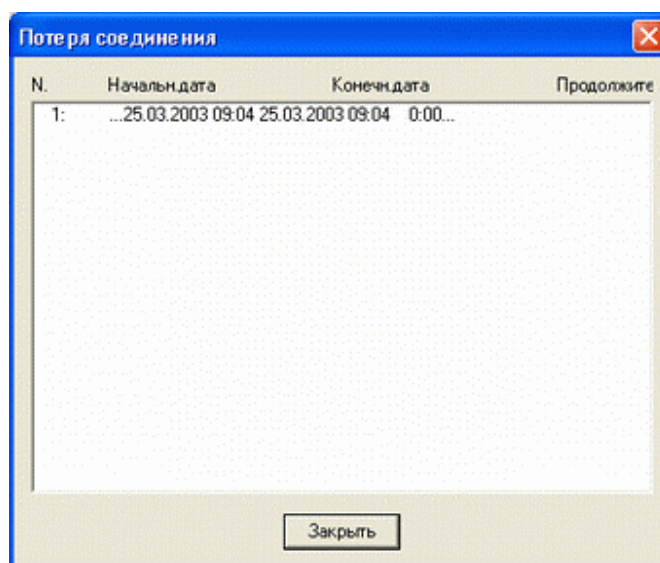 Потеря соединения
N. Начальн.дата Конечн.дата Продолжите
1: ...25.03.2003 09:04 25.03.2003 09:04 0:00...
Закрыть